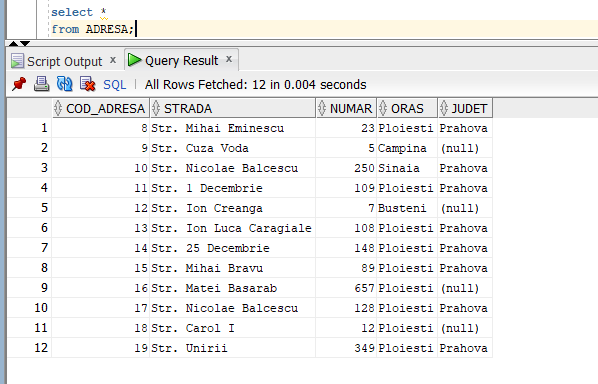 select *
from ADRESA;
Script Output x Query Result x
SQL | All Rows Fetched: 12 in 0.004 seconds
COD_ADRESA STRADA NUMAR ORAS JUDET
1 8 Str. Mihai Eminescu 23 Ploiesti Prahova
2 9 Str. Cuza Voda 5 Campina (null)
3 10 Str. Nicolae Balcescu 250 Sinaia Prahova
4 11 Str. 1 Decembrie 109 Ploiesti Prahova
5 12 Str. Ion Creanga 7 Busteni (null)
6 13 Str. Ion Luca Caragiale 108 Ploiesti Prahova
7 14 Str. 25 Decembrie 148 Ploiesti Prahova
8 15 Str. Mihai Bravu 89 Ploiesti Prahova
9 16 Str. Matei Basarab 657 Ploiesti (null)
10 17 Str. Nicolae Balcescu 128 Ploiesti Prahova
11 18 Str. Carol I 12 Ploiesti (null)
12 19 Str. Unirii 349 Ploiesti Prahova